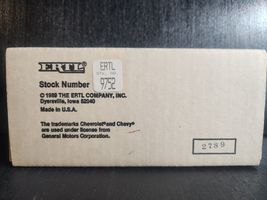 ERTL
Stock Number
ERTL
9752
© 1989 THE ERTL COMPANY, INC.
Dyersville, Iowa 52040
Made in U.S.A.
The trademarks Chevrolet® and Chevy®
are used under license from
General Motors Corporation.
2789